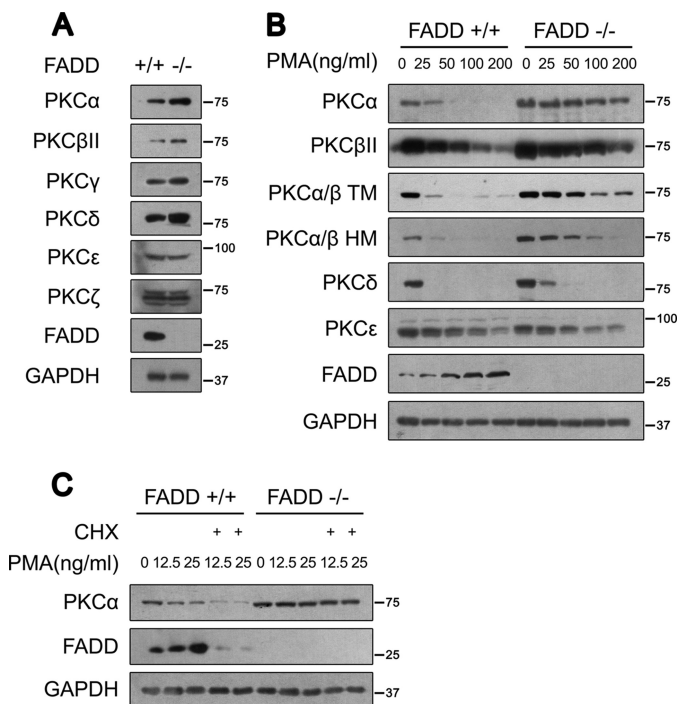 A
FADD +/+ -/-
PKCα
75
PKCβII
75
PKCγ
75
PKCδ
75
PKCε
100
PKCζ
75
FADD
25
GAPDH
37
B
FADD +/+ FADD -/-
PMA(ng/ml) 0 25 50 100 200 0 25 50 100 200
PKCα
75
PKCβII
75
PKCα/β TM
75
PKCα/β HM
75
PKCδ
75
PKCε
100
FADD
25
GAPDH
37
C
FADD +/+ FADD -/-
CHX + + + +
PMA(ng/ml) 0 12.5 25 12.5 25 0 12.5 25 12.5 25
PKCα
75
FADD
25
GAPDH
37